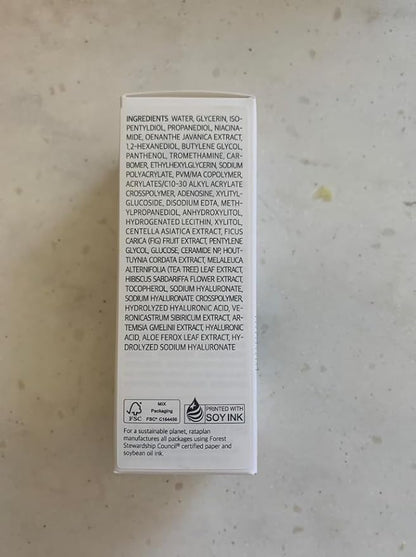 INGREDIENTS WATER, GLYCERIN, ISO-
PENTYLDIOL, PROPANEDIOL, NIACINA-
MIDE, OENANTHE JAVANICA EXTRACT,
1,2-HEXANEDIOL, BUTYLENE GLYCOL,
PANTHENOL, TROMETHAMINE, CAR-
BOMER, ETHYLHEXYLGLYCERIN, SODIUM
POLYACRYLATE, PVM/MA COPOLYMER,
ACRYLATES/C10-30 ALKYL ACRYLATE
CROSSPOLYMER, ADENOSINE, XYLITYL-
GLUCOSIDE, DISODIUM EDTA, METH-
YLPROPANEDIOL, ANHYDROXYLITOL,
HYDROGENATED LECITHIN, XYLITOL,
CENTELLA ASIATICA EXTRACT, FICUS
CARICA (FIG) FRUIT EXTRACT, PENTYLENE
GLYCOL, GLUCOSE, CERAMIDE NP, HOUT-
TUYNIA CORDATA EXTRACT, MELALEUCA
ALTERNIFOLIA (TEA TREE) LEAF EXTRACT,
HIBISCUS SABDARIFFA FLOWER EXTRACT,
TOCOPHEROL, SODIUM HYALURONATE,
SODIUM HYALURONATE CROSSPOLYMER,
HYDROLYZED HYALURONIC ACID, VE-
RONICASTRUM SIBIRICUM EXTRACT, AR-
TEMISIA GMELINII EXTRACT, HYALURONIC
ACID, ALOE FEROX LEAF EXTRACT, HY-
DROLYZED SODIUM HYALURONATE
FSC
MIX
Packaging
FSC® C144450
PRINTED WITH
SOY INK
For a sustainable planet, rataplan
manufactures all packages using Forest
Stewardship Council® certified paper and
soybean oil ink.